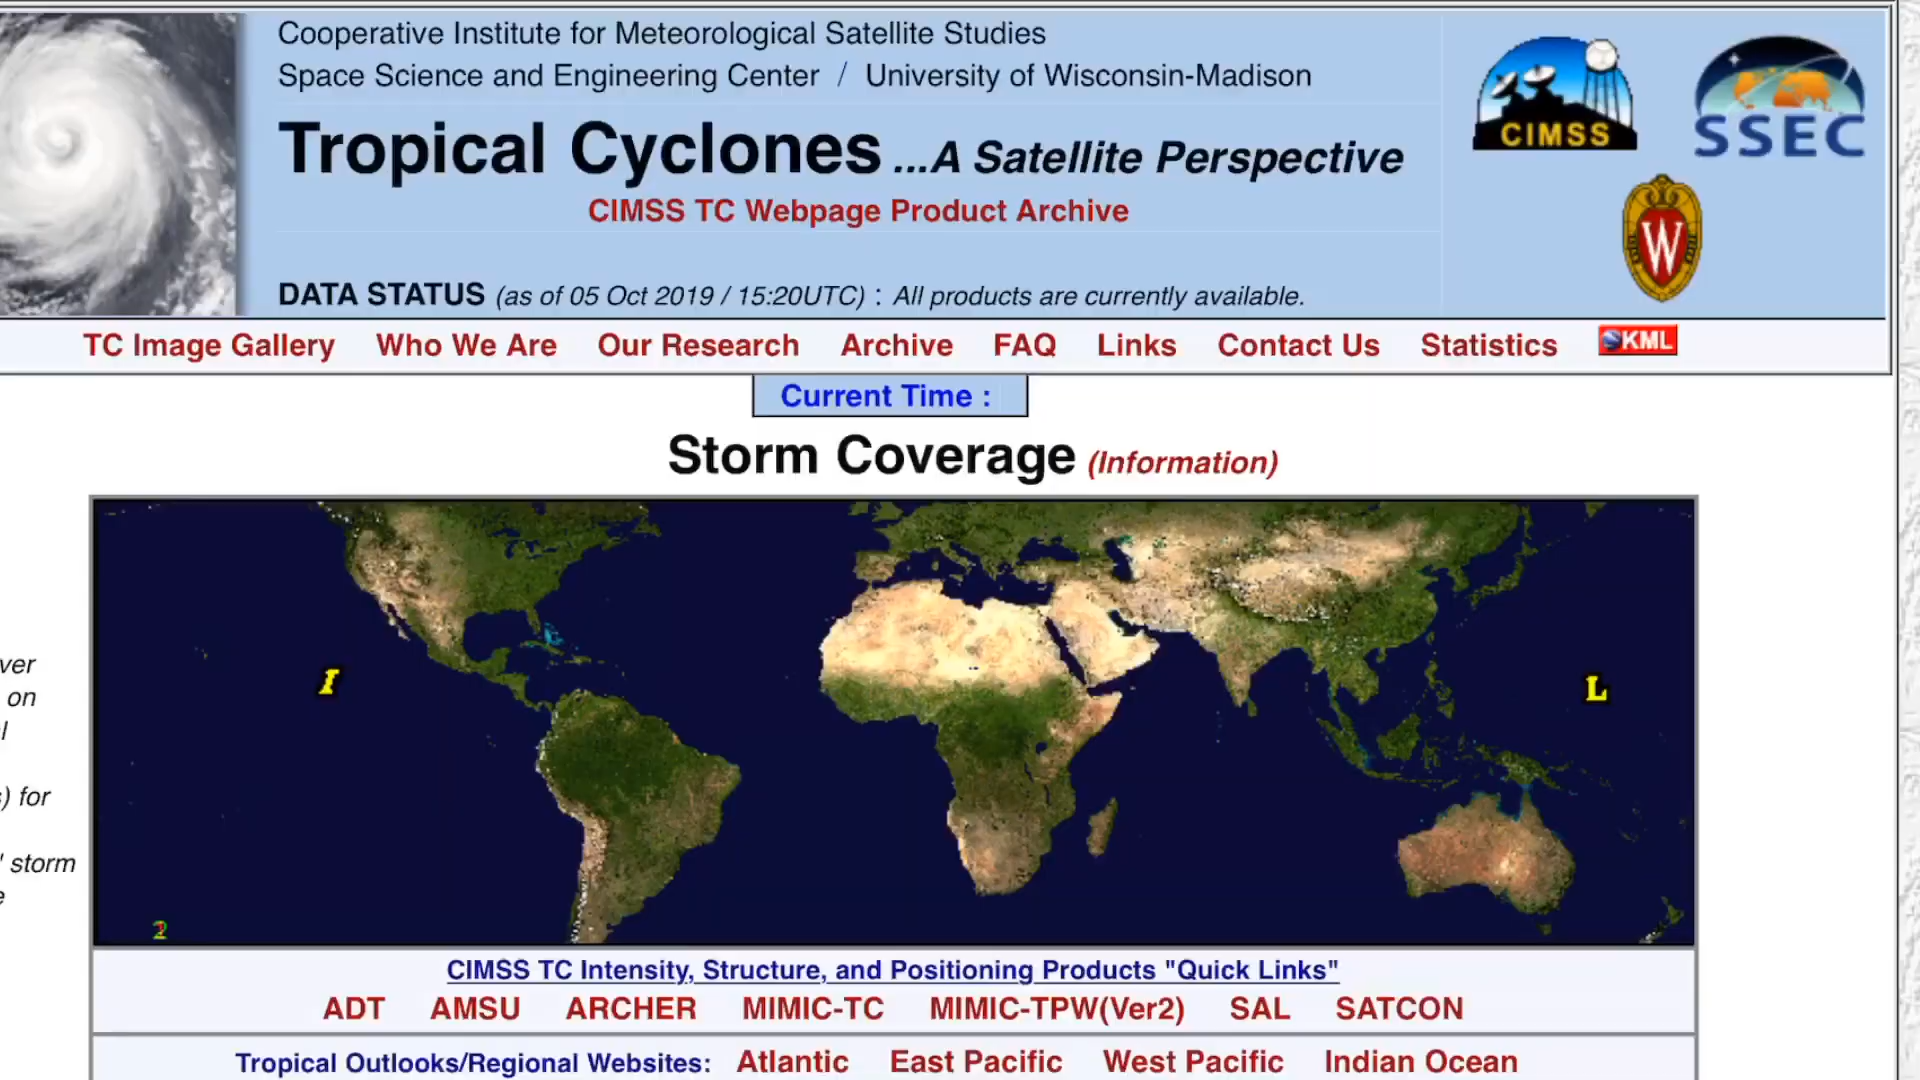 Cooperative Institute for Meteorological Satellite Studies
Space Science and Engineering Center / University of Wisconsin-Madison
Tropical Cyclones ...A Satellite Perspective
CIMSS TC Webpage Product Archive
DATA STATUS (as of 05 Oct 2019 / 15:20UTC) : All products are currently available.
CIMSS
SSEC
W
TC Image Gallery Who We Are Our Research Archive FAQ Links Contact Us Statistics KML
Current Time :
Storm Coverage (Information)
ver
on
l
) for
' storm
e
I
L
2
CIMSS TC Intensity, Structure, and Positioning Products "Quick Links"
ADT AMSU ARCHER MIMIC-TC MIMIC-TPW(Ver2) SAL SATCON
Tropical Outlooks/Regional Websites: Atlantic East Pacific West Pacific Indian Ocean